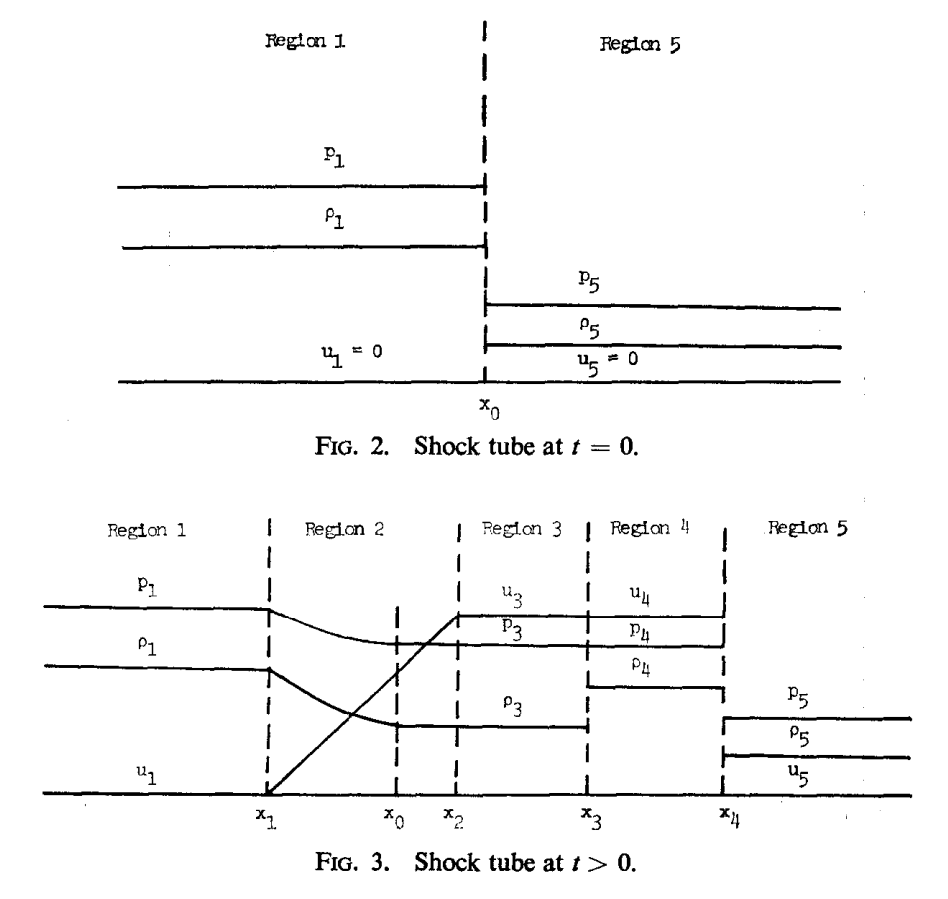 Region 1 Region 5
p1
ρ1
p5
ρ5
u1 = 0 u5 = 0
x0
FIG. 2. Shock tube at t = 0.
Region 1 Region 2 Region 3 Region 4 Region 5
p1 u3 u4
p3 p4
ρ1 ρ4
ρ3 p5
ρ5
u1 u5
x1 x0 x2 x3 x4
FIG. 3. Shock tube at t > 0.